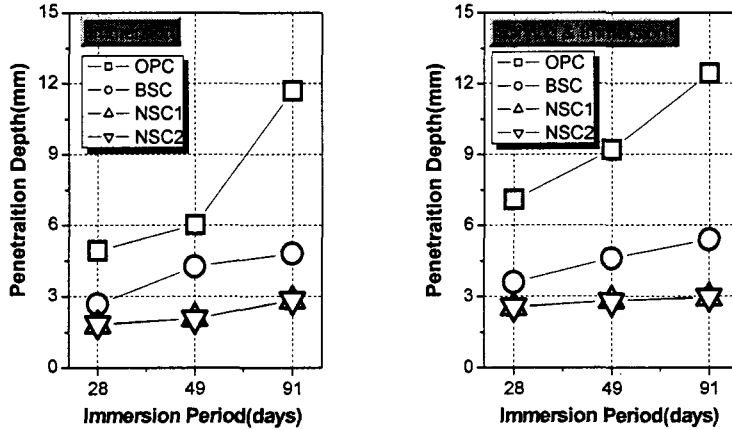 15
12
9
6
3
0
Penetraition Depth(mm)
OPC
BSC
NSC1
NSC2
28
49
91
Immersion Period(days)
15
12
9
6
3
0
Penetraition Depth(mm)
OPC
BSC
NSC1
NSC2
28
49
91
Immersion Period(days)